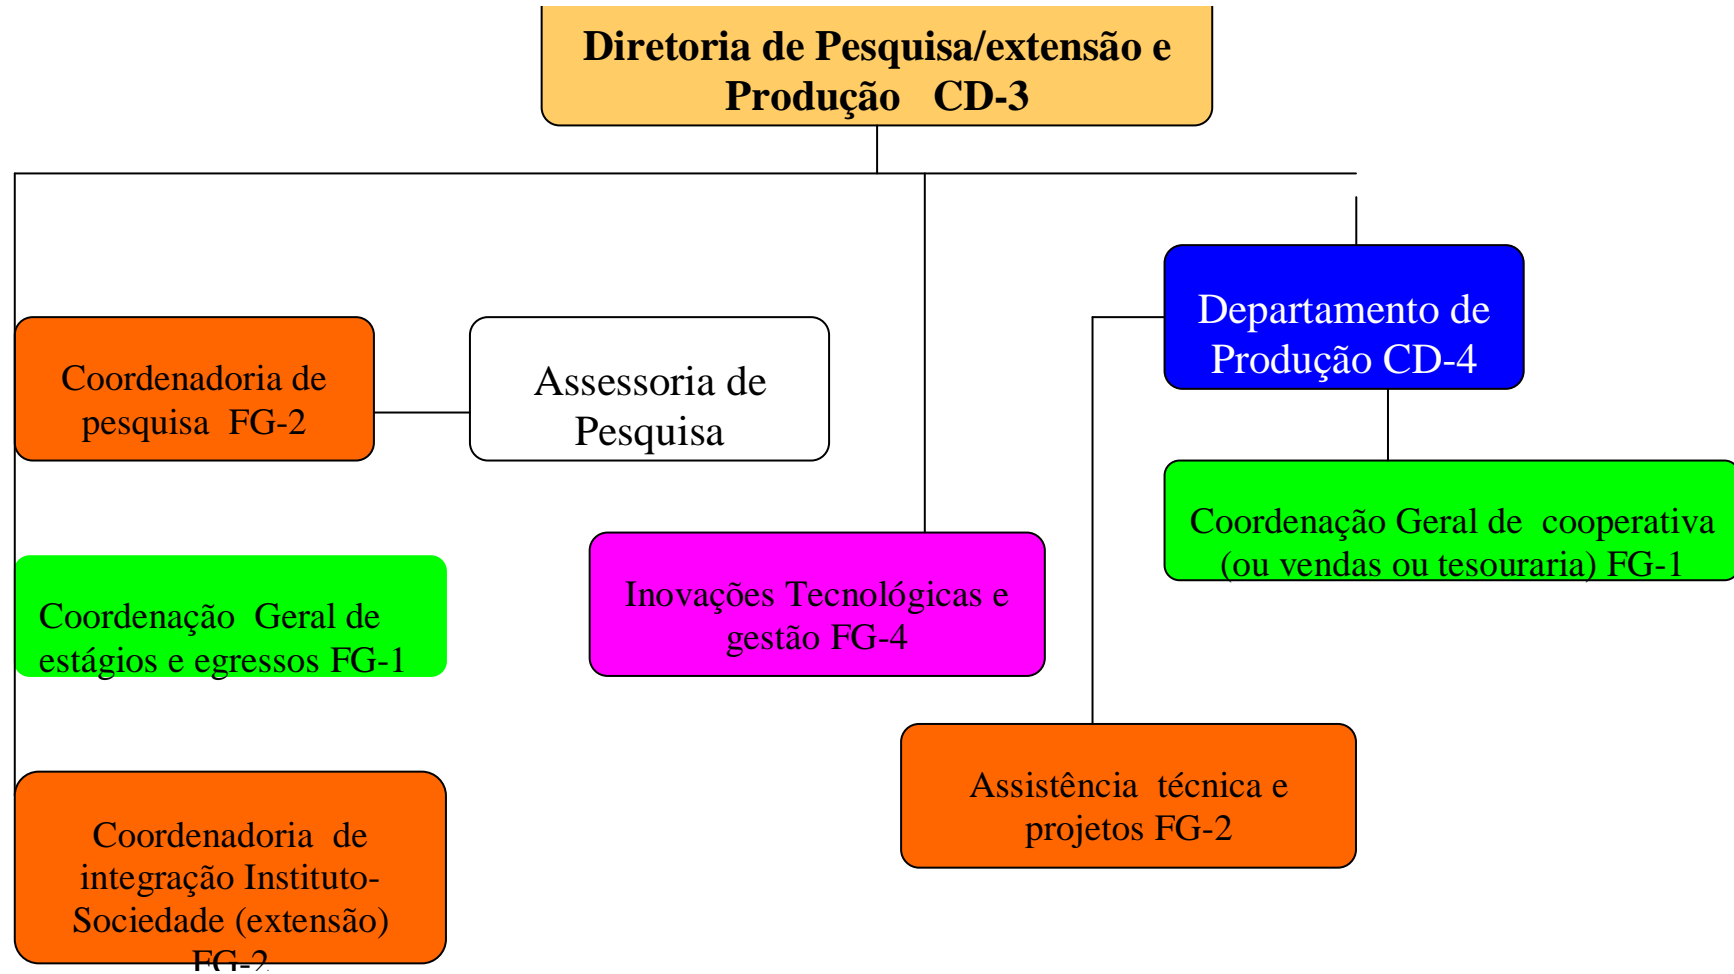 Diretoria de Pesquisa/extensão e
Produção CD-3
Departamento de
Produção CD-4
Coordenadoria de
pesquisa FG-2
Assessoria de
Pesquisa
Coordenação Geral de cooperativa
(ou vendas ou tesouraria) FG-1
Coordenação Geral de
estágios e egressos FG-1
Inovações Tecnológicas e
gestão FG-4
Assistência técnica e
projetos FG-2
Coordenadoria de
integração Instituto-
Sociedade (extensão)
FG-2